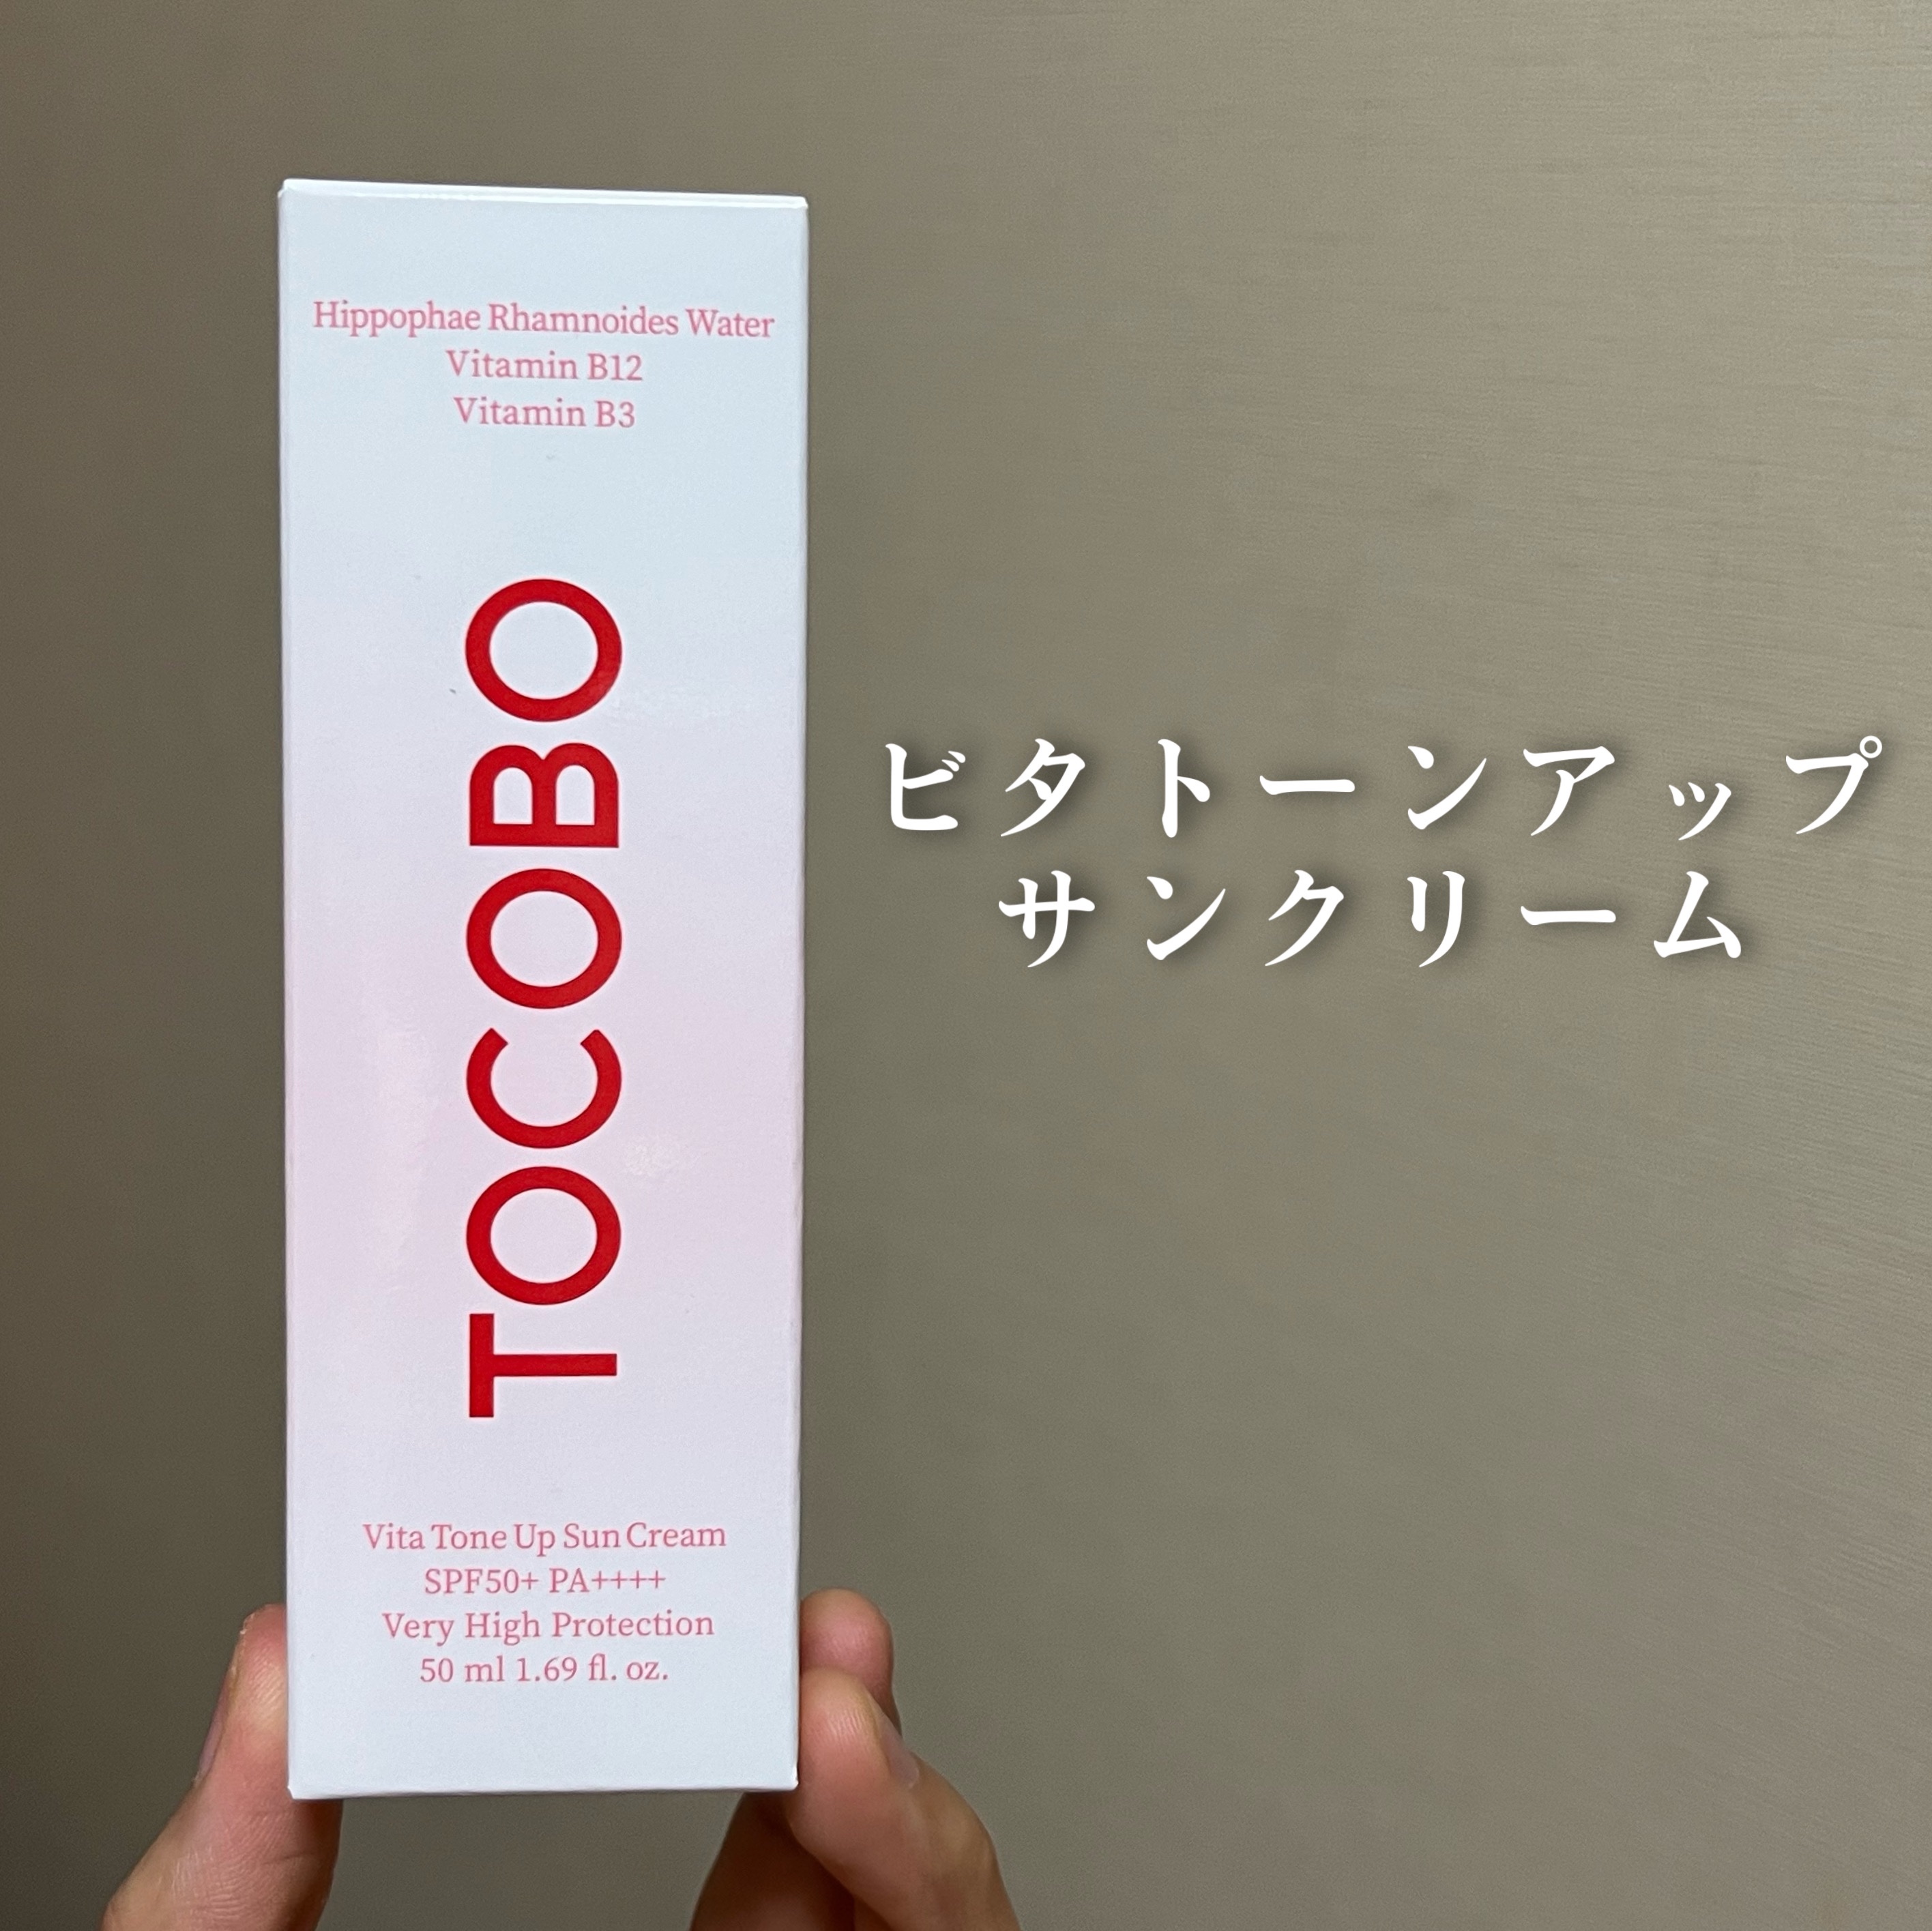 Hippophae Rhamnoides Water
Vitamin B12
Vitamin B3
TOCOBO
Vita Tone Up Sun Cream
SPF50+ PA++++
Very High Protection
50 ml 1.69 fl. oz.
ビタトーンアップ
サンクリーム